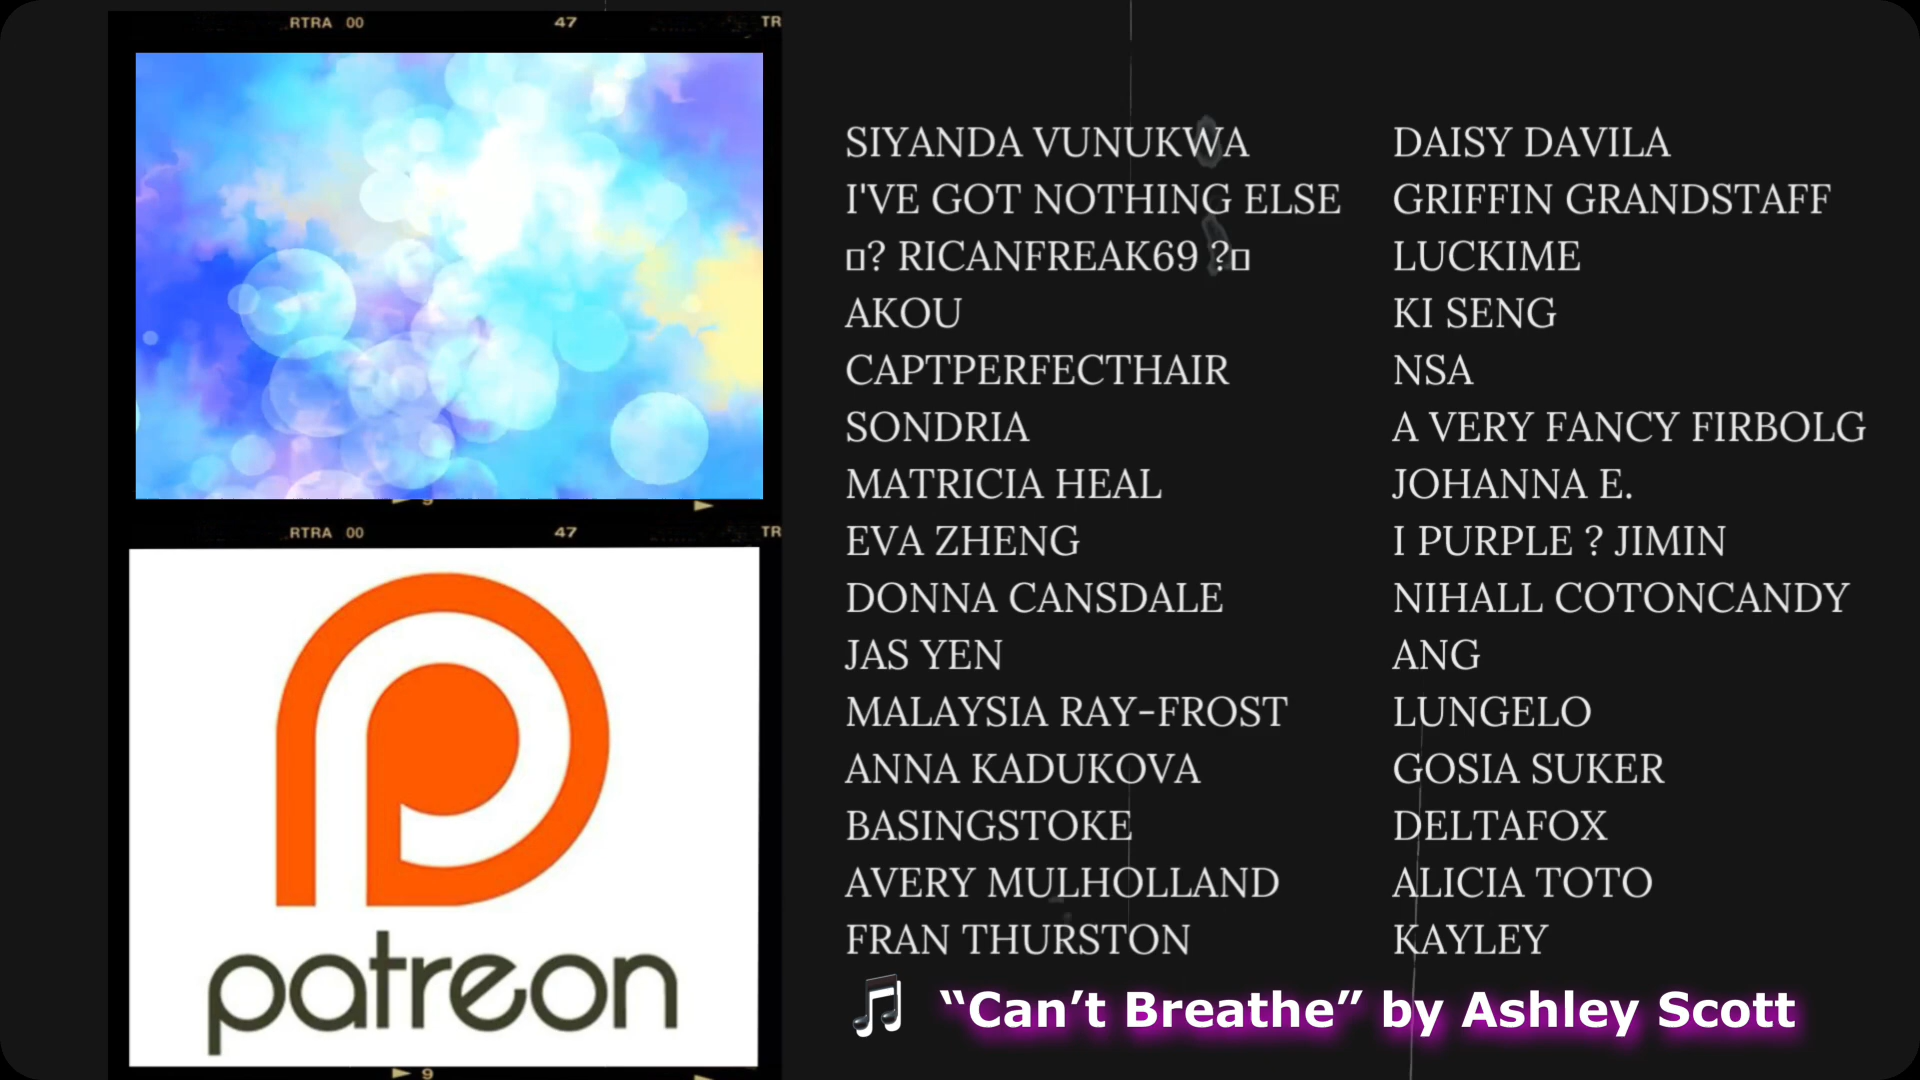 RTRA 00 47 TR
9
RTRA 00 47 TR
patreon
9
SIYANDA VUNUKWA
I'VE GOT NOTHING ELSE
▯? RICANFREAK69 ?▯
AKOU
CAPTPERFECTHAIR
SONDRIA
MATRICIA HEAL
EVA ZHENG
DONNA CANSDALE
JAS YEN
MALAYSIA RAY-FROST
ANNA KADUKOVA
BASINGSTOKE
AVERY MULHOLLAND
FRAN THURSTON
DAISY DAVILA
GRIFFIN GRANDSTAFF
LUCKIME
KI SENG
NSA
A VERY FANCY FIRBOLG
JOHANNA E.
I PURPLE ? JIMIN
NIHALL COTONCANDY
ANG
LUNGELO
GOSIA SUKER
DELTAFOX
ALICIA TOTO
KAYLEY
“Can’t Breathe” by Ashley Scott